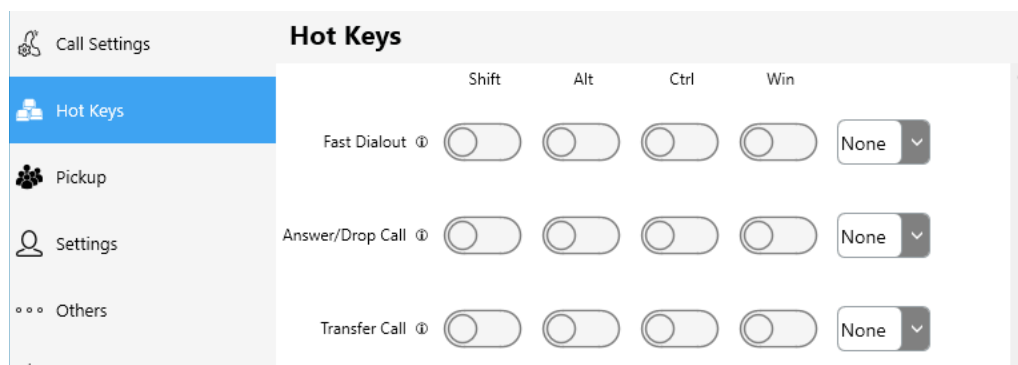 Call Settings
Hot Keys
Pickup
Settings
Others
Hot Keys
Shift Alt Ctrl Win
Fast Dialout None
Answer/Drop Call None
Transfer Call None